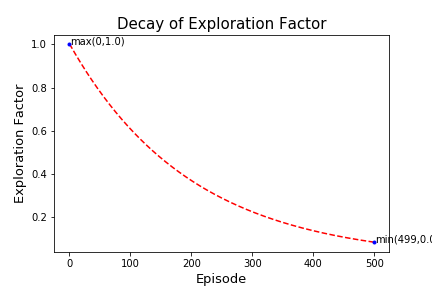 Decay of Exploration Factor
max(0,1.0)
1.0
0.8
0.6
0.4
0.2
Exploration Factor
min(499,0.0
0
100
200
300
400
500
Episode